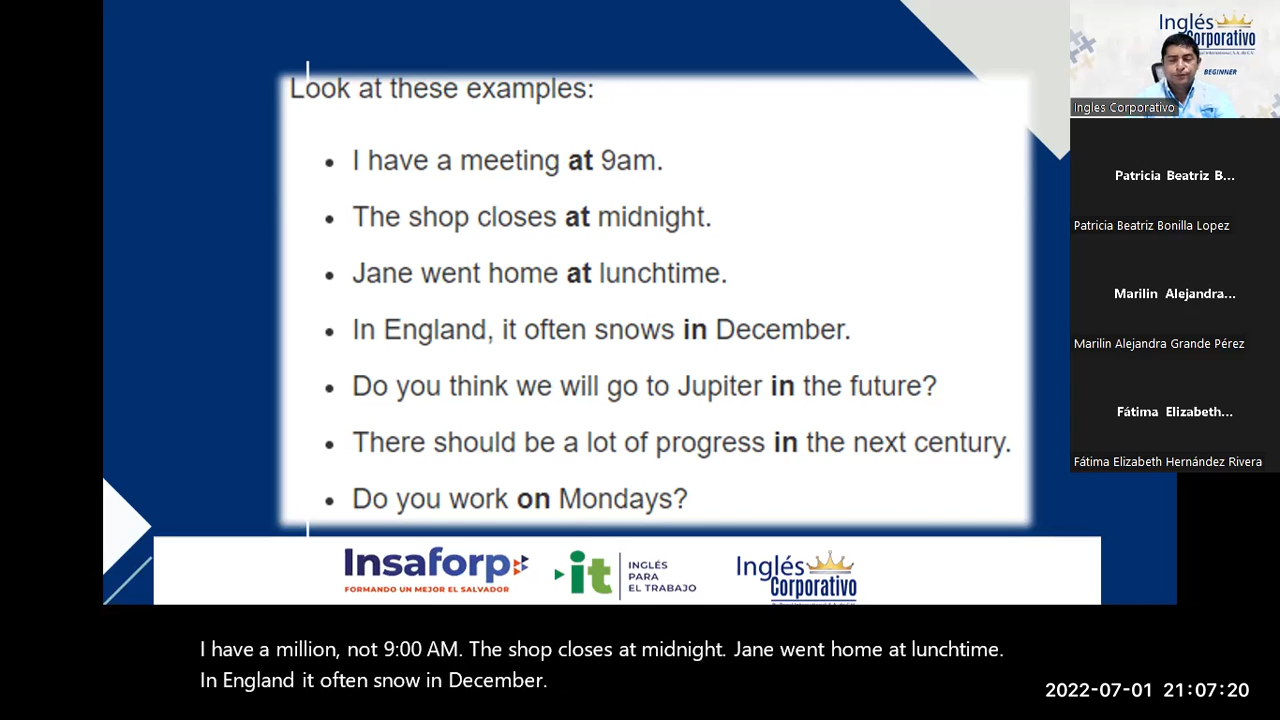 Look at these examples:
• I have a meeting at 9am.
• The shop closes at midnight.
• Jane went home at lunchtime.
• In England, it often snows in December.
• Do you think we will go to Jupiter in the future?
• There should be a lot of progress in the next century.
• Do you work on Mondays?
Insaforp
FORMANDO UN MEJOR EL SALVADOR
it
INGLÉS
PARA
EL TRABAJO
Inglés
Corporativo
Inglés
Corporativo
BEGINNER
Ingles Corporativo
Patricia Beatriz B...
Patricia Beatriz Bonilla Lopez
Marilin Alejandra...
Marilin Alejandra Grande Pérez
Fátima Elizabeth...
Fátima Elizabeth Hernández Rivera
I have a million, not 9:00 AM. The shop closes at midnight. Jane went home at lunchtime.
In England it often snow in December.
2022-07-01 21:07:20